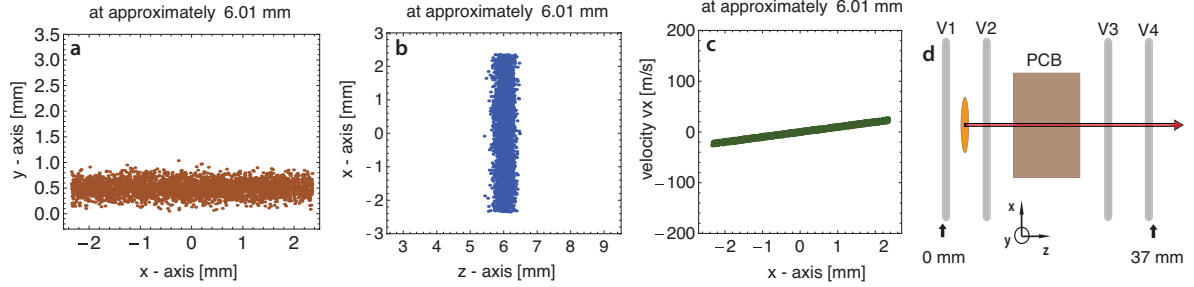 at approximately 6.01 mm
a
3.5
3.0
2.5
2.0
1.5
1.0
0.5
0.0
y - axis [mm]
−2 −1 0 1 2
x - axis [mm]
at approximately 6.01 mm
b
3
2
1
0
-1
-2
-3
x - axis [mm]
3 4 5 6 7 8 9
z - axis [mm]
at approximately 6.01 mm
c
200
100
0
−100
−200
velocity vx [m/s]
−2 −1 0 1 2
x - axis [mm]
d
V1 V2 V3 V4
PCB
x
y z
0 mm 37 mm